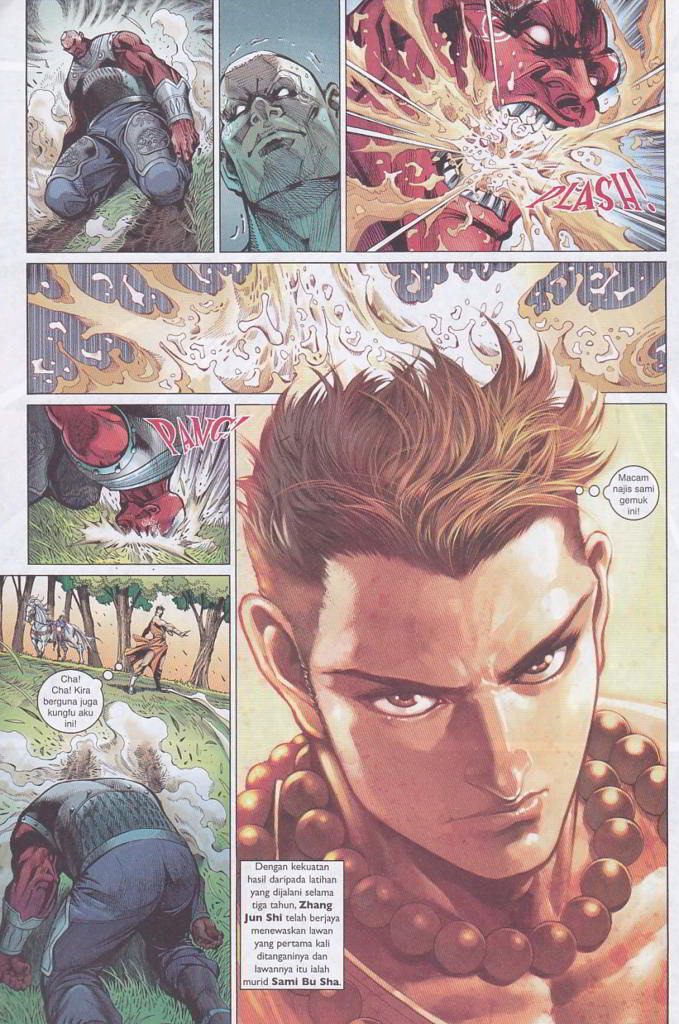 PLASH!
PANG!
Macam
najis sami
gemuk
ini!
Cha!
Cha! Kira
berguna juga
kungfu aku
ini!
Dengan kekuatan
hasil daripada latihan
yang dijalani selama
tiga tahun, Zhang
Jun Shi telah berjaya
menewaskan lawan
yang pertama kali
ditanganinya dan
lawannya itu ialah
murid Sami Bu Sha.